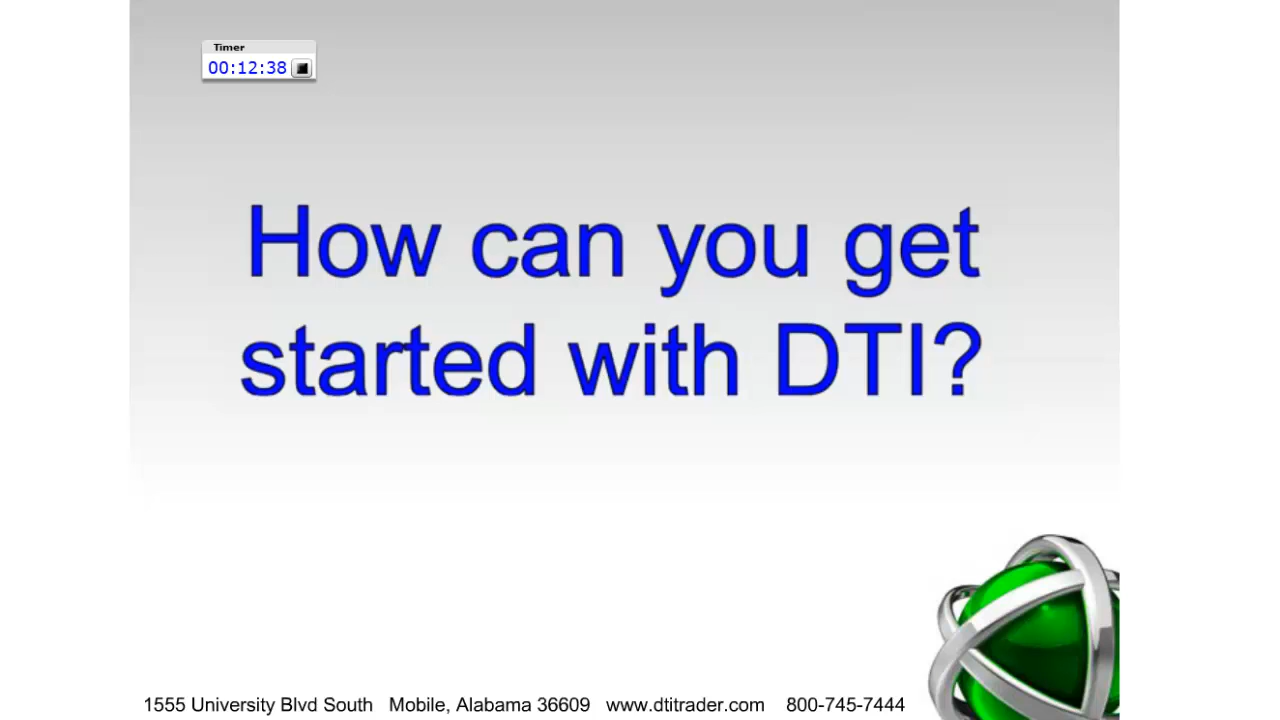 Timer
00:12:38
How can you get
started with DTI?
1555 University Blvd South Mobile, Alabama 36609 www.dtitrader.com 800-745-7444